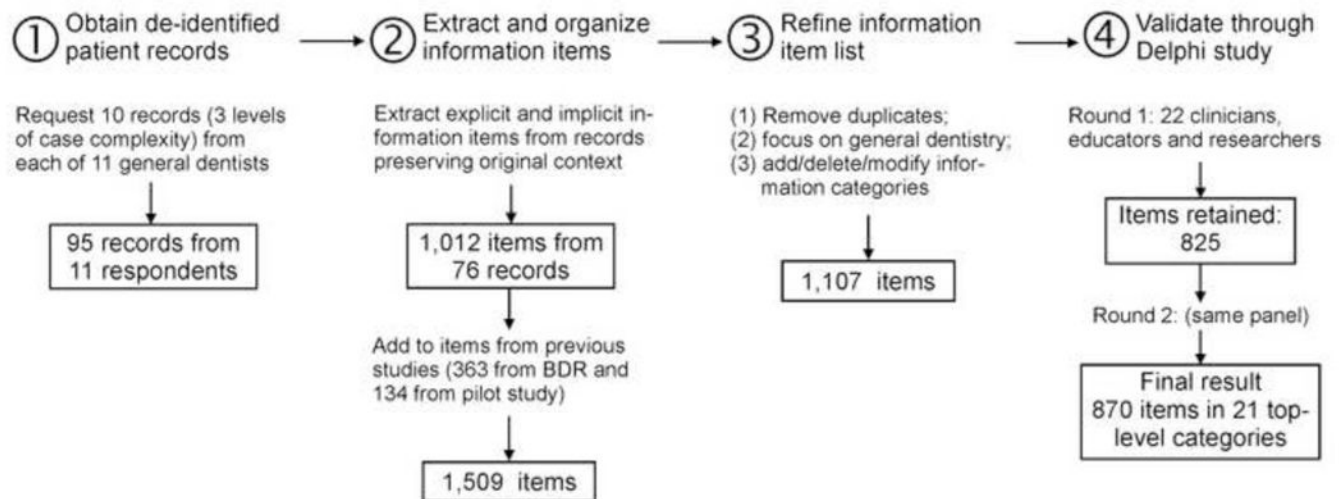 1 Obtain de-identified
patient records
Request 10 records (3 levels
of case complexity) from
each of 11 general dentists
95 records from
11 respondents
2 Extract and organize
information items
Extract explicit and implicit in-
formation items from records
preserving original context
1,012 items from
76 records
Add to items from previous
studies (363 from BDR and
134 from pilot study)
1,509 items
3 Refine information
item list
(1) Remove duplicates;
(2) focus on general dentistry;
(3) add/delete/modify infor-
mation categories
1,107 items
4 Validate through
Delphi study
Round 1: 22 clinicians,
educators and researchers
Items retained:
825
Round 2: (same panel)
Final result
870 items in 21 top-
level categories